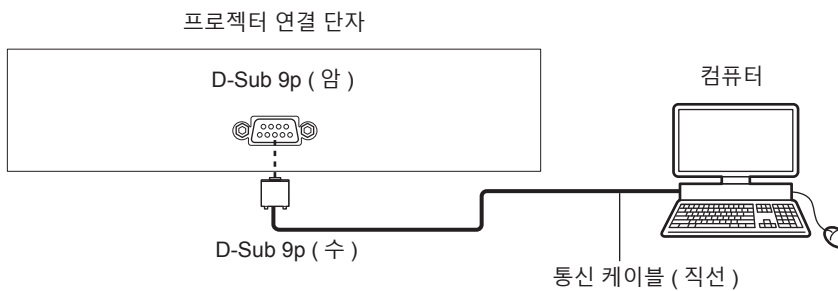 프로젝터 연결 단자
D-Sub 9p ( 암 )
컴퓨터
D-Sub 9p ( 수 )
통신 케이블 ( 직선 )